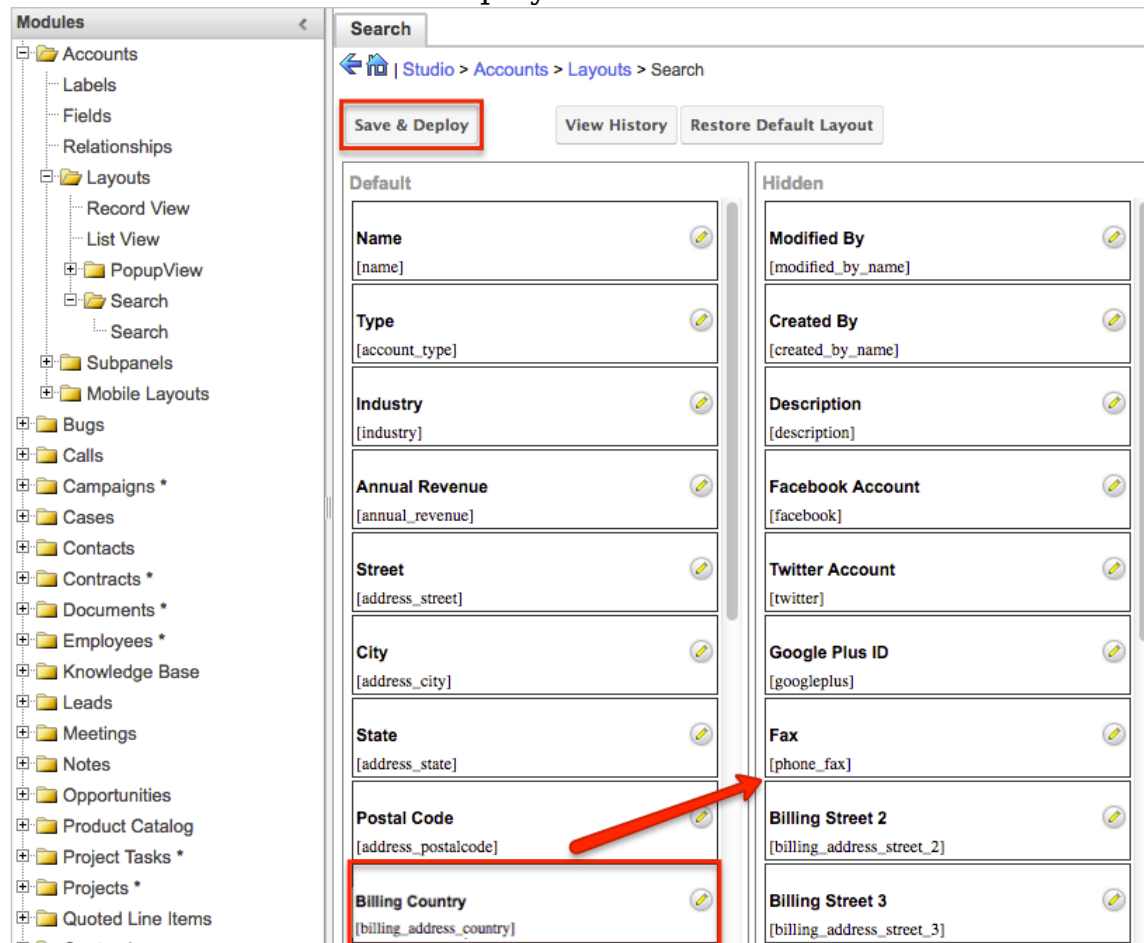 Modules <
Accounts
Labels
Fields
Relationships
Layouts
Record View
List View
PopupView
Search
Search
Subpanels
Mobile Layouts
Bugs
Calls
Campaigns *
Cases
Contacts
Contracts *
Documents *
Employees *
Knowledge Base
Leads
Meetings
Notes
Opportunities
Product Catalog
Project Tasks *
Projects *
Quoted Line Items
Search
| Studio > Accounts > Layouts > Search
Save & Deploy View History Restore Default Layout
Default
Name
[name]
Type
[account_type]
Industry
[industry]
Annual Revenue
[annual_revenue]
Street
[address_street]
City
[address_city]
State
[address_state]
Postal Code
[address_postalcode]
Billing Country
[billing_address_country]
Hidden
Modified By
[modified_by_name]
Created By
[created_by_name]
Description
[description]
Facebook Account
[facebook]
Twitter Account
[twitter]
Google Plus ID
[googleplus]
Fax
[phone_fax]
Billing Street 2
[billing_address_street_2]
Billing Street 3
[billing_address_street_3]